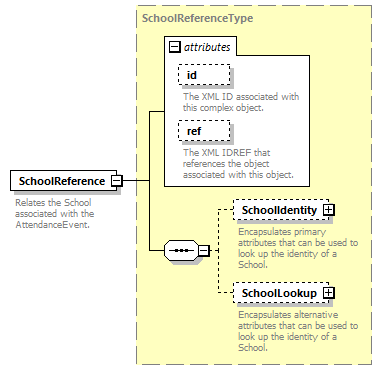 SchoolReferenceType
attributes
id
The XML ID associated with
this complex object.
ref
The XML IDREF that
references the object
associated with this object.
SchoolReference
Relates the School
associated with the
AttendanceEvent.
SchoolIdentity
Encapsulates primary
attributes that can be used to
look up the identity of a
School.
SchoolLookup
Encapsulates alternative
attributes that can be used to
look up the identity of a
School.